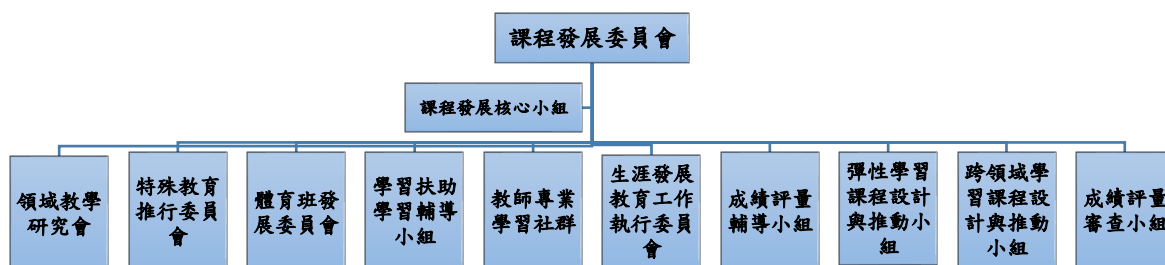 課程發展委員會
課程發展核心小組
領域教學
研究會
特殊教育
推行委員
會
體育班發
展委員會
學習扶助
學習輔導
小組
教師專業
學習社群
生涯發展
教育工作
執行委員
會
成績評量
輔導小組
彈性學習
課程設計
與推動小
組
跨領域學
習課程設
計與推動
小組
成績評量
審查小組